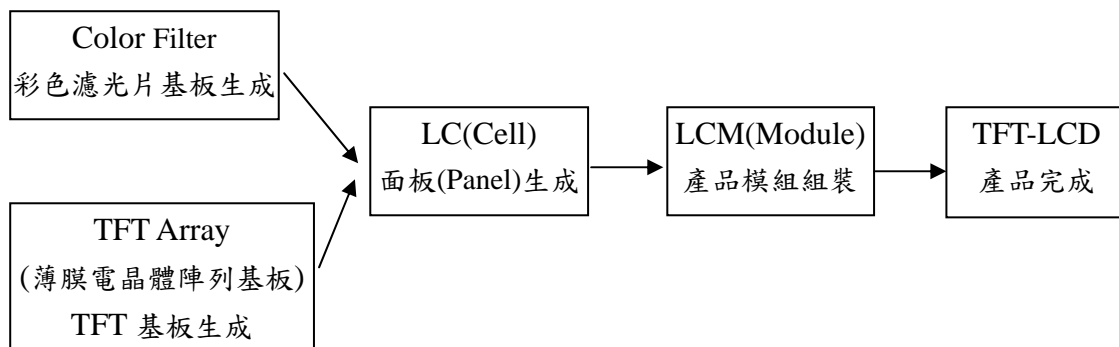 Color Filter
彩色濾光片基板生成
TFT Array
(薄膜電晶體陣列基板)
TFT 基板生成
LC(Cell)
面板(Panel)生成
LCM(Module)
產品模組組裝
TFT-LCD
產品完成